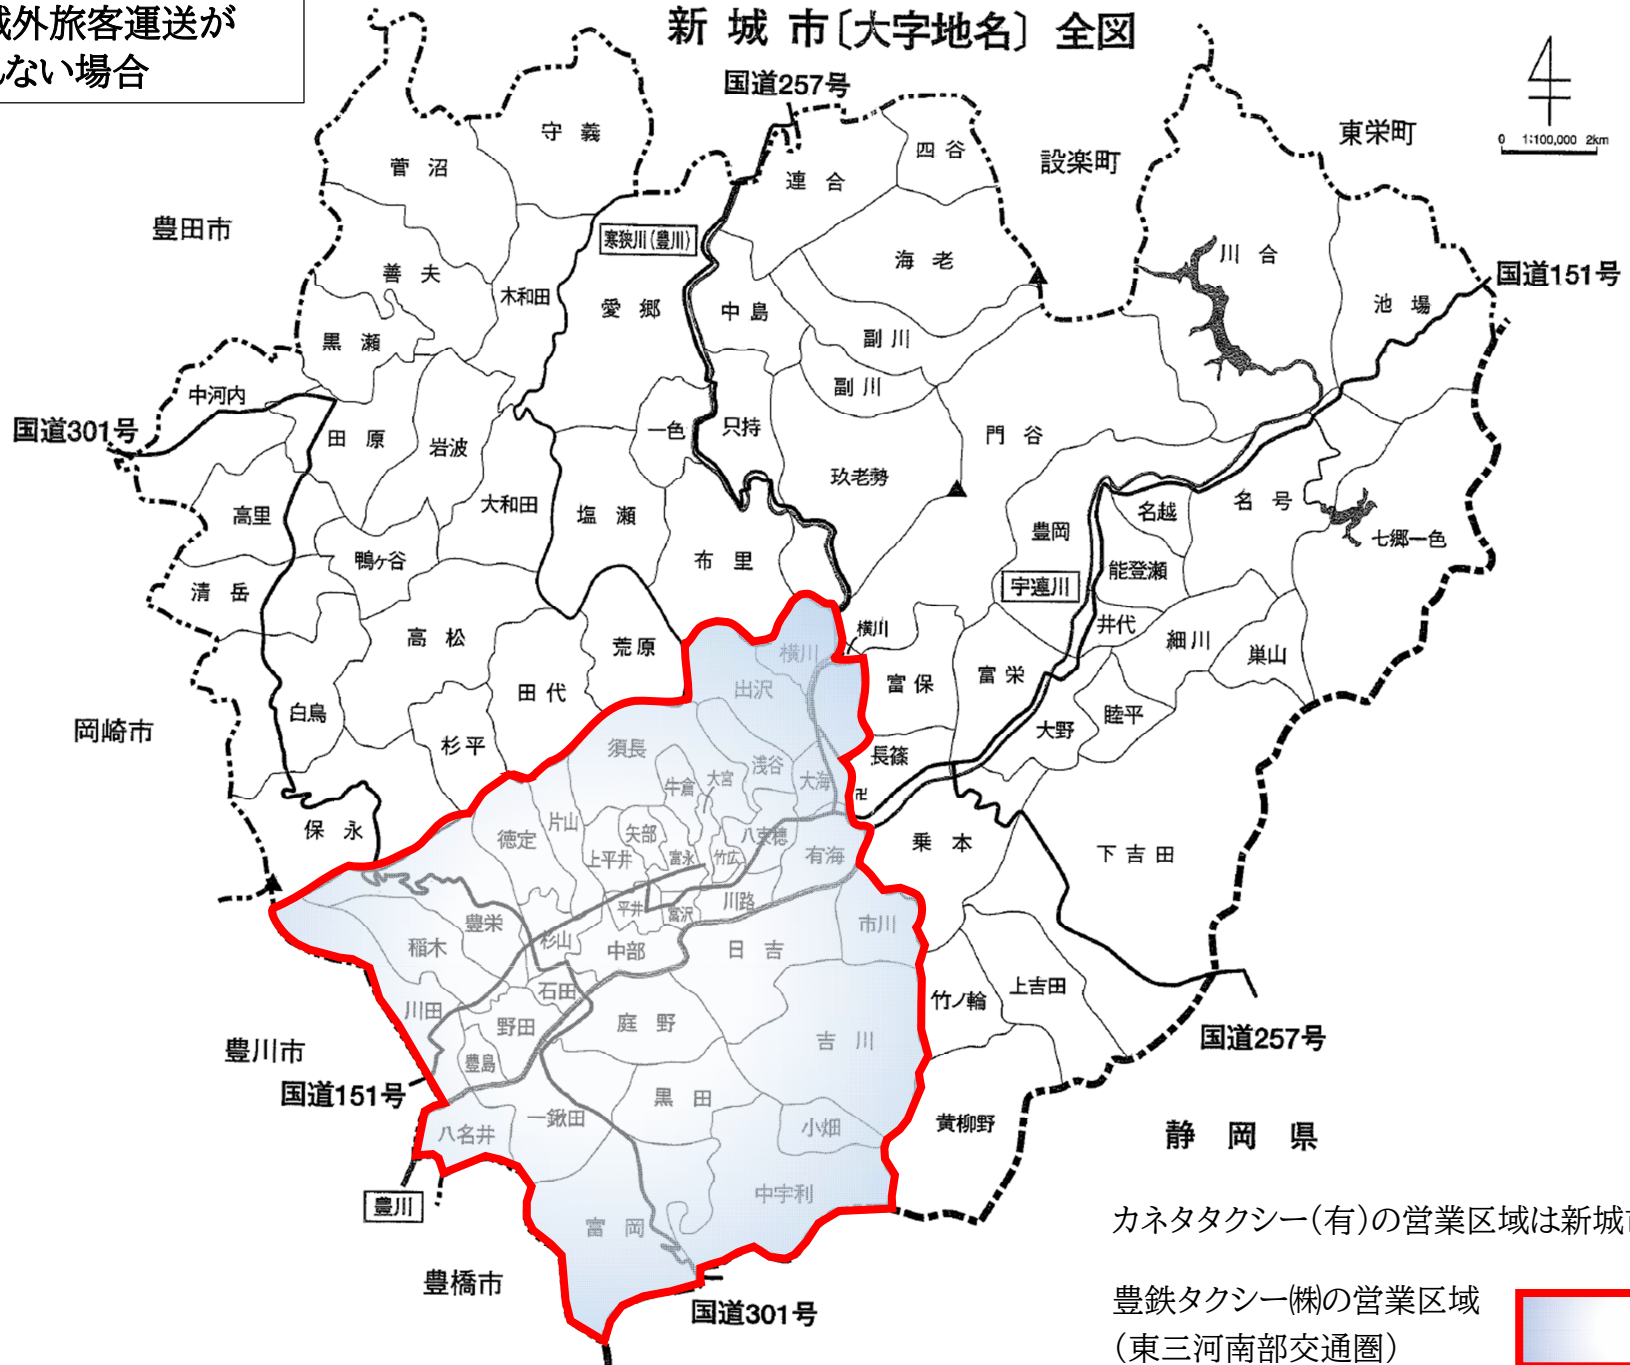 域外旅客運送が
ない場合
新城市〔大字地名〕全図
国道257号
0 1:100,000 2km
東栄町
設楽町
守義
菅沼
四谷
連合
豊田市
寒狭川(豊川)
海老
川合
国道151号
善夫
木和田
愛郷
中島
池場
黒瀬
副川
中河内
副川
国道301号
田原
岩波
一色
只持
門谷
玖老勢
高里
大和田
塩瀬
豊岡
名越
名号
七郷一色
鴨ヶ谷
布里
能登瀬
清岳
宇連川
高松
荒原
横川
井代
細川
巣山
横川
田代
出沢
富保
富栄
白鳥
岡崎市
杉平
須長
長篠
大野
睦平
浅谷
大宮
牛倉
大海
卍
保永
徳定
片山
矢部
八束穂
上平井
富永
竹広
有海
乗本
下吉田
川路
平井
富沢
豊栄
市川
稲木
杉山
中部
日吉
石田
竹ノ輪
上吉田
川田
野田
庭野
吉川
豊川市
国道257号
豊島
国道151号
黒田
一鍬田
小畑
黄柳野
八名井
静岡県
豊川
中宇利
富岡
カネタタクシー(有)の営業区域は新城
豊橋市
国道301号
豊鉄タクシー㈱の営業区域
(東三河南部交通圏)